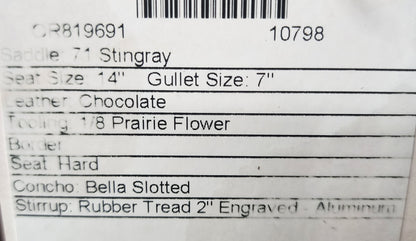 CR819691 10798
Saddle: 71 Stingray
Seat Size: 14" Gullet Size: 7"
Leather: Chocolate
Tooling: 1/8 Prairie Flower
Border
Seat: Hard
Concho: Bella Slotted
Stirrup: Rubber Tread 2" Engraved - Aluminum